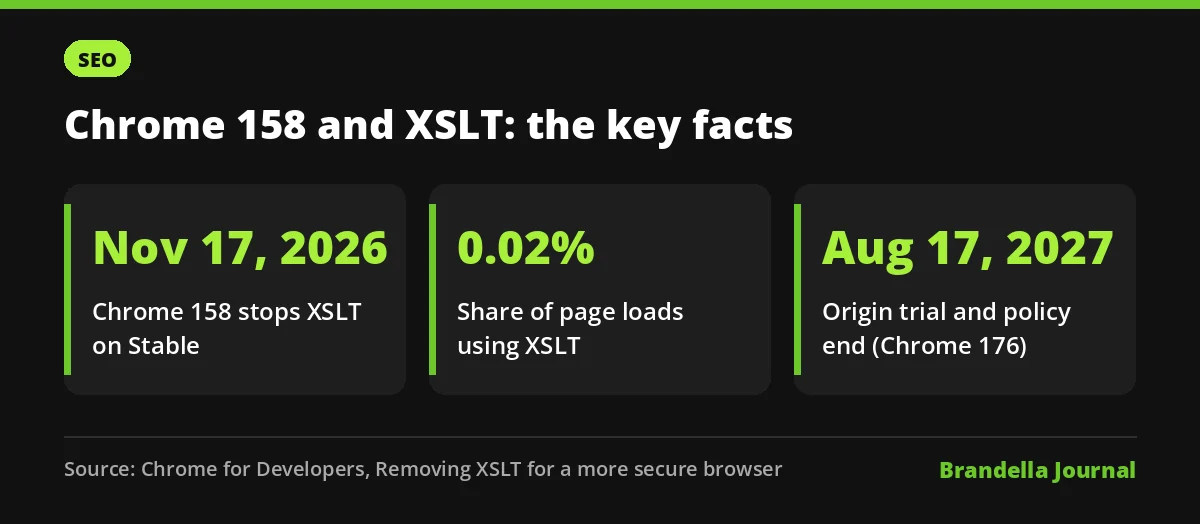 SEO
Chrome 158 and XSLT: the key facts
Nov 17, 2026
Chrome 158 stops XSLT
on Stable
0.02%
Share of page loads
using XSLT
Aug 17, 2027
Origin trial and policy
end (Chrome 176)
Source: Chrome for Developers, Removing XSLT for a more secure browser
Brandella Journal